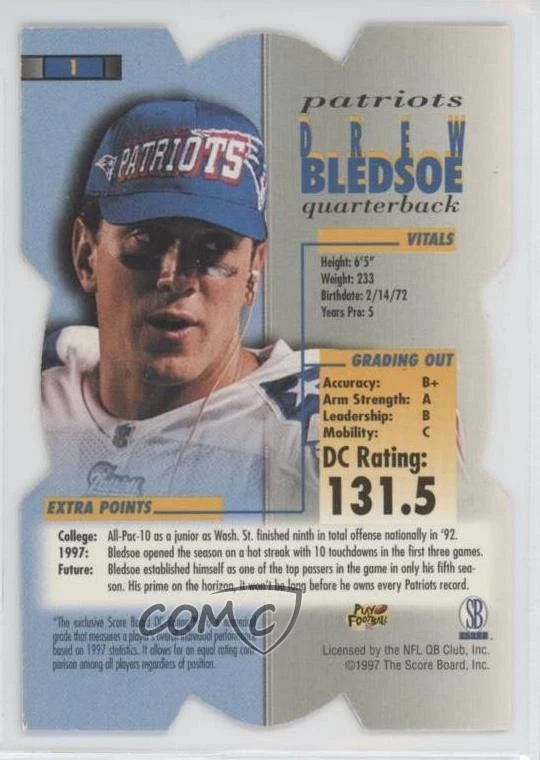 1
patriots
DREW
BLEDSOE
quarterback
PATRIOTS
VITALS
Height: 6'5"
Weight: 233
Birthdate: 2/14/72
Years Pro: 5
GRADING OUT
Accuracy: B+
Arm Strength: A
Leadership: B
Mobility: C
DC Rating:
131.5
EXTRA POINTS
College: All-Pac-10 as a junior as Wash. St. finished ninth in total offense nationally in '92.
1997: Bledsoe opened the season on a hot streak with 10 touchdowns in the first three games.
Future: Bledsoe established himself as one of the top passers in the game in only his fifth sea-
son. His prime on the horizon, it won't be long before he owns every Patriots record.
"The exclusive Score Board DC
grade that measures a player's overall individual performance
based on 1997 statistics. It allows for an equal rating com-
parison among all players regardless of position.
COMC
PLAY
FOOTBALL
SB
Licensed by the NFL QB Club, Inc.
©1997 The Score Board, Inc.